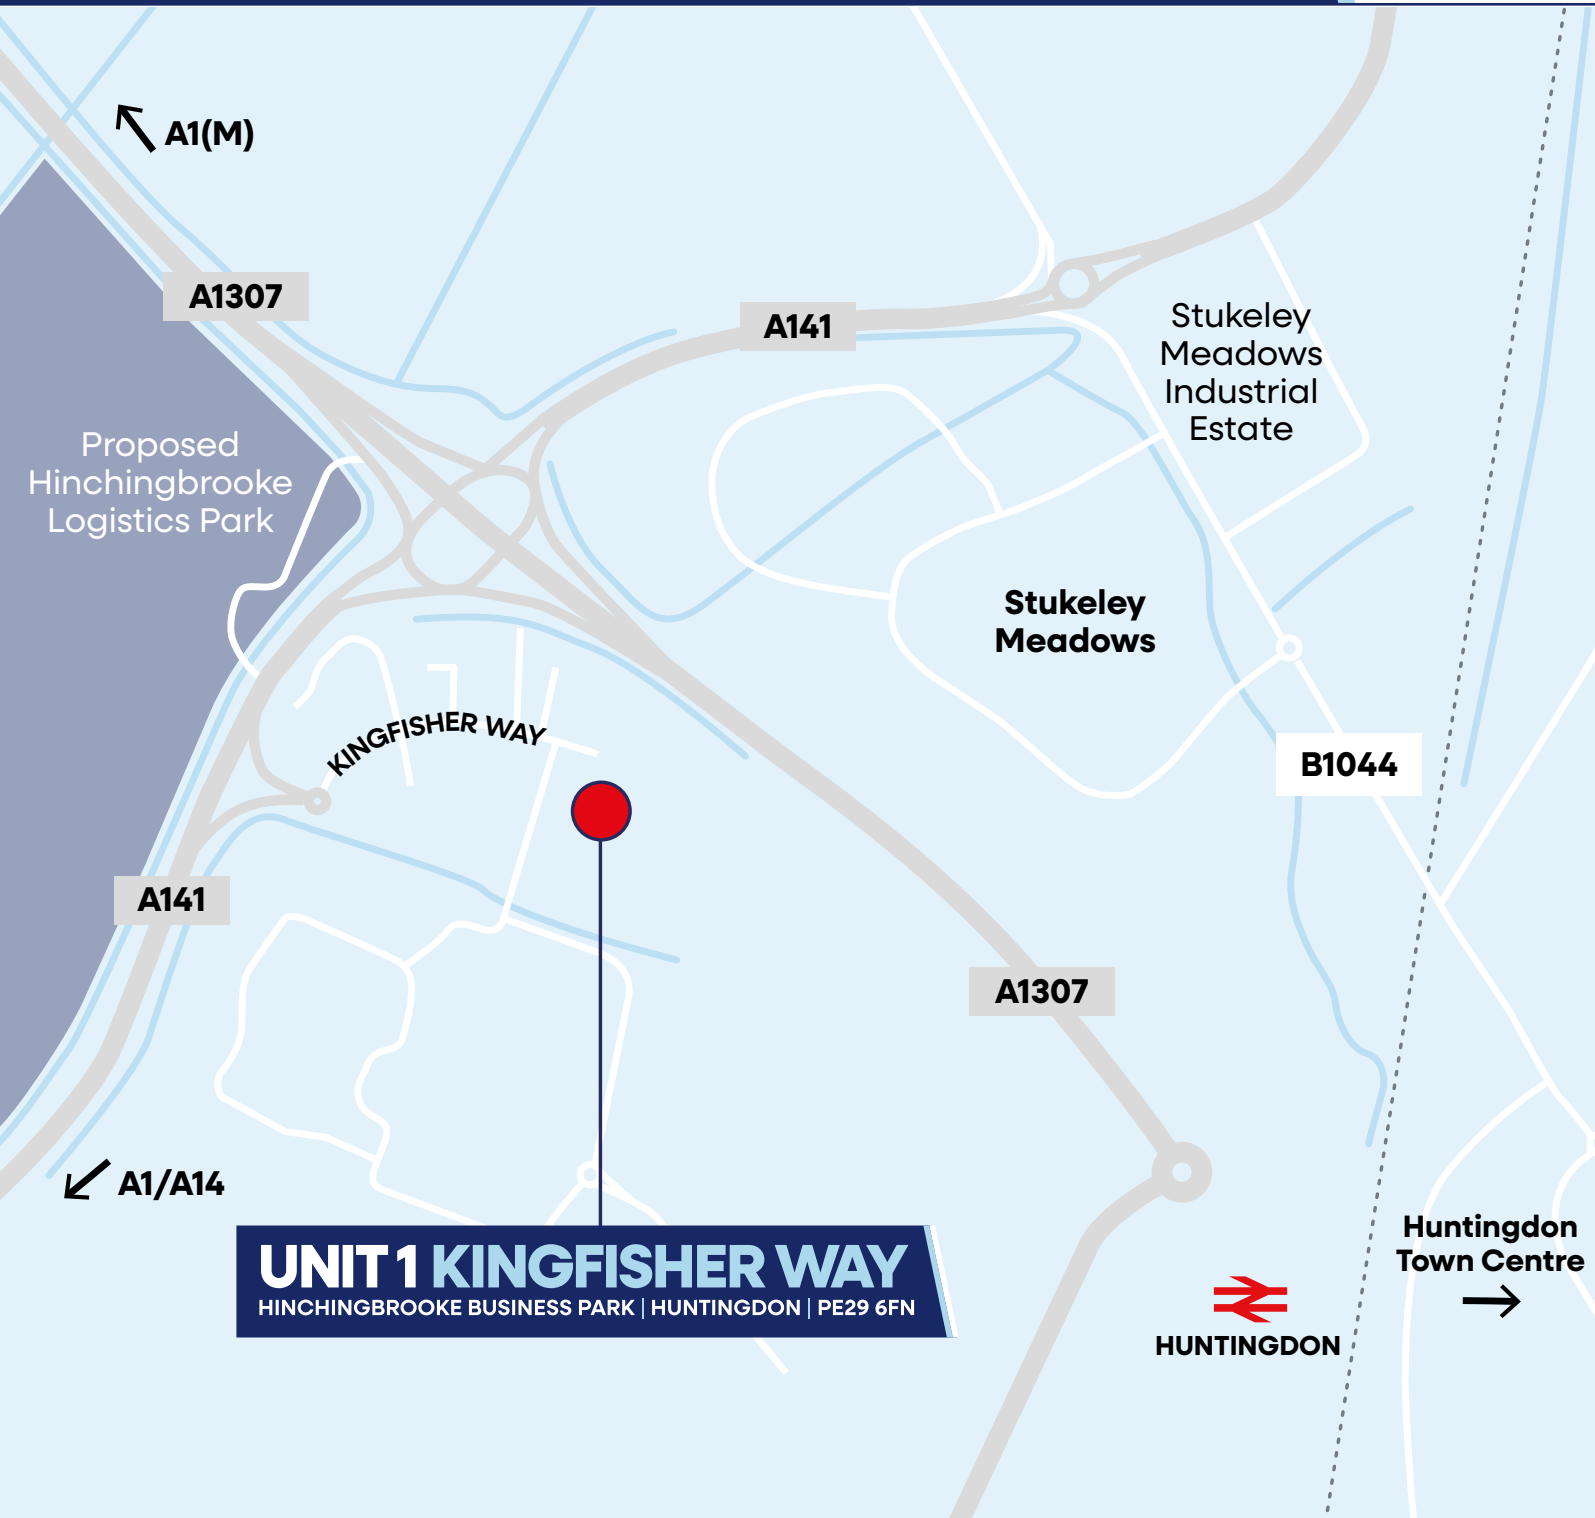 A1(M)
A1307
A141
Stukeley
Meadows
Industrial
Estate
Proposed
Hinchingbrooke
Logistics Park
Stukeley
Meadows
KINGFISHER WAY
B1044
A141
A1307
A1/A14
Huntingdon
Town Centre
UNIT 1 KINGFISHER WAY
HINCHINGBROOKE BUSINESS PARK | HUNTINGDON | PE29 6FN
HUNTINGDON